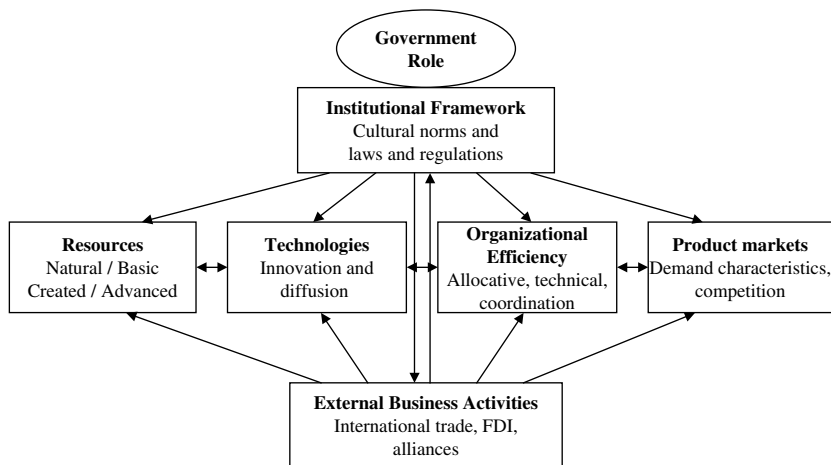 Government
Role
Institutional Framework
Cultural norms and
laws and regulations
Resources
Natural / Basic
Created / Advanced
Technologies
Innovation and
diffusion
Organizational
Efficiency
Allocative, technical,
coordination
Product markets
Demand characteristics,
competition
External Business Activities
International trade, FDI,
alliances